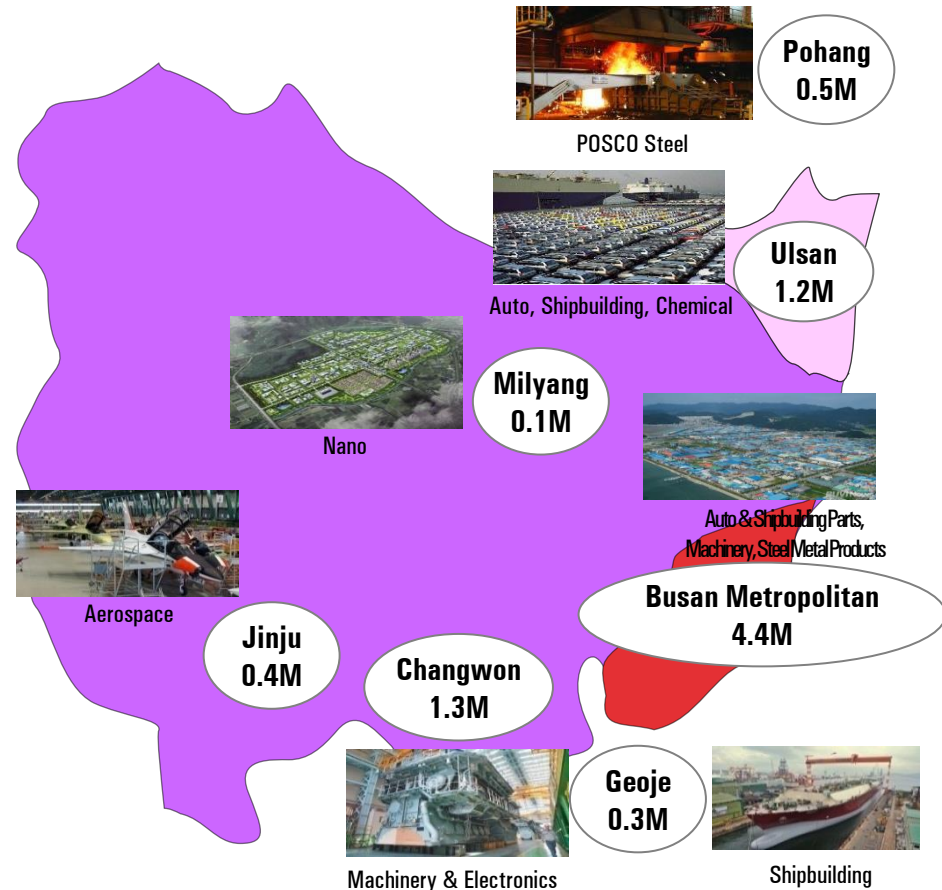 Pohang
0.5M
POSCO Steel
Ulsan
1.2M
Auto, Shipbuilding, Chemical
Milyang
0.1M
Nano
Auto & Shipbuilding Parts,
Machinery, Steel Metal Products
Aerospace
Busan Metropolitan
4.4M
Jinju
0.4M
Changwon
1.3M
Geoje
0.3M
Machinery & Electronics
Shipbuilding